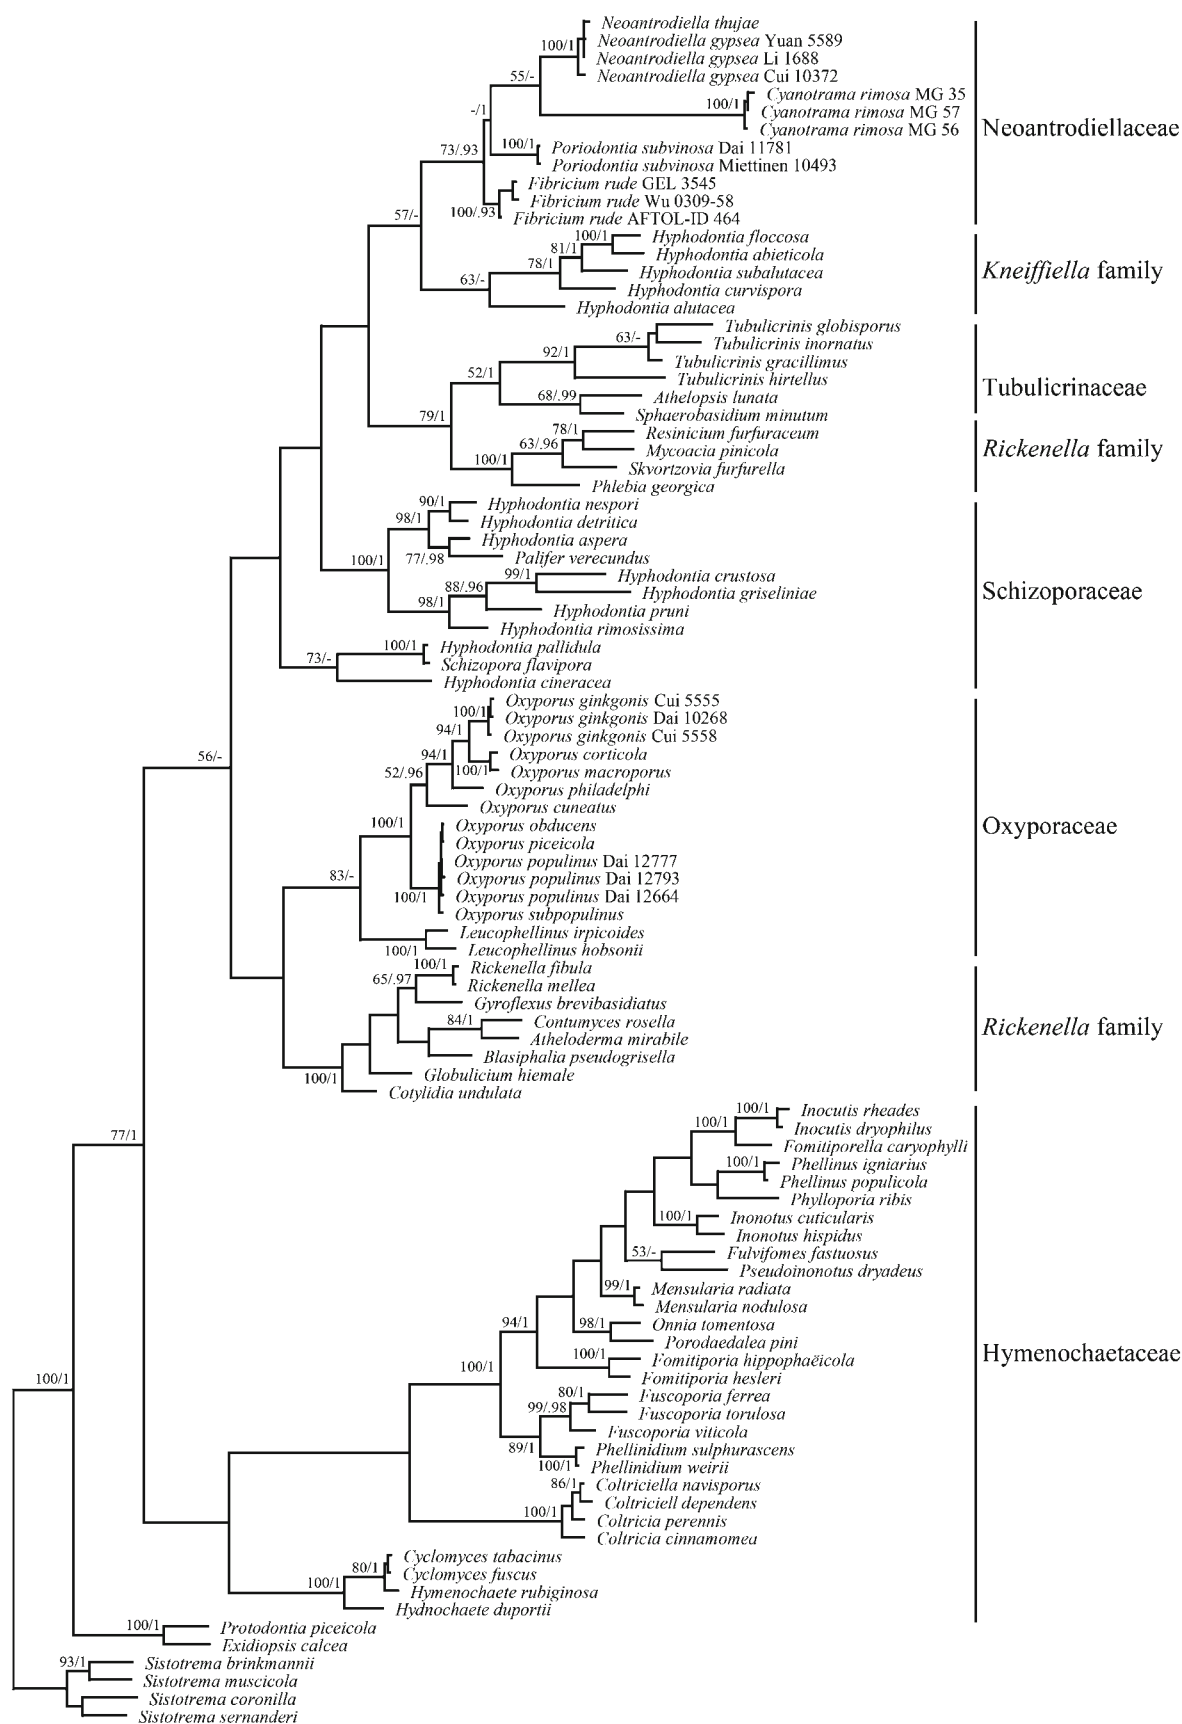 Neoantrodiella thujae
100/1
Neoantrodiella gypsea Yuan 5589
Neoantrodiella gypsea Li 1688
55/-
Neoantrodiella gypsea Cui 10372
Cyanotrama rimosa MG 35
100/1
-/1
Cyanotrama rimosa MG 57
Cyanotrama rimosa MG 56
Neoantrodiellaceae
73/.93
100/1
Poriodontia subvinosa Dai 11781
Poriodontia subvinosa Miettinen 10493
Fibricium rude GEL 3545
Fibricium rude Wu 0309-58
100/.93
57/-
Fibricium rude AFTOL-ID 464
100/1
Hyphodontia floccosa
81/1
Hyphodontia abieticola
78/1
Hyphodontia subalutacea
Kneiffiella family
63/-
Hyphodontia curvispora
Hyphodontia alutacea
Tubulicrinis globisporus
63/-
Tubulicrinis inornatus
92/1
Tubulicrinis gracillimus
52/1
Tubulicrinis hirtellus
Tubulicrinaceae
68/.99
Athelopsis lunata
79/1
Sphaerobasidium minutum
78/1
Resinicium furfuraceum
63/.96
Mycoacia pinicola
Rickenella family
100/1
Skvortzovia furfurella
Phlebia georgica
90/1
Hyphodontia nespori
98/1
Hyphodontia detritica
Hyphodontia aspera
100/1
77/.98
Palifer verecundus
99/1
Hyphodontia crustosa
88/.96
Hyphodontia griseliniae
Schizoporaceae
98/1
Hyphodontia pruni
Hyphodontia rimosissima
100/1
Hyphodontia pallidula
73/-
Schizopora flavipora
Hyphodontia cineracea
Oxyporus ginkgonis Cui 5555
100/1
Oxyporus ginkgonis Dai 10268
94/1
Oxyporus ginkgonis Cui 5558
94/1
Oxyporus corticola
56/-
52/.96
100/1
Oxyporus macroporus
Oxyporus philadelphi
Oxyporus cuneatus
100/1
Oxyporus obducens
Oxyporaceae
Oxyporus piceicola
Oxyporus populinus Dai 12777
83/-
Oxyporus populinus Dai 12793
100/1
Oxyporus populinus Dai 12664
Oxyporus subpopulinus
Leucophellinus irpicoides
100/1
Leucophellinus hobsonii
100/1
Rickenella fibula
65/.97
Rickenella mellea
Gyroflexus brevibasidiatus
84/1
Contumyces rosella
Rickenella family
Atheloderma mirabile
Blasiphalia pseudogrisella
100/1
Globulicium hiemale
Cotylidia undulata
100/1
Inocutis rheades
100/1
Inocutis dryophilus
77/1
Fomitiporella caryophylli
100/1
Phellinus igniarius
Phellinus populicola
Phylloporia ribis
100/1
Inonotus cuticularis
Inonotus hispidus
53/-
Fulvifomes fastuosus
Pseudoinonotus dryadeus
99/1
Mensularia radiata
Mensularia nodulosa
94/1
98/1
Onnia tomentosa
Porodaedalea pini
Hymenochaetaceae
100/1
100/1
Fomitiporia hippophaëicola
100/1
Fomitiporia hesleri
80/1
Fuscoporia ferrea
99/.98
Fuscoporia torulosa
Fuscoporia viticola
89/1
Phellinidium sulphurascens
100/1
Phellinidium weirii
86/1
Coltriciella navisporus
Coltriciell dependens
100/1
Coltricia perennis
Coltricia cinnamomea
Cyclomyces tabacinus
80/1
Cyclomyces fuscus
100/1
Hymenochaete rubiginosa
Hydnochaete duportii
100/1
Protodontia piceicola
Exidiopsis calcea
93/1
Sistotrema brinkmannii
Sistotrema muscicola
Sistotrema coronilla
Sistotrema sernanderi